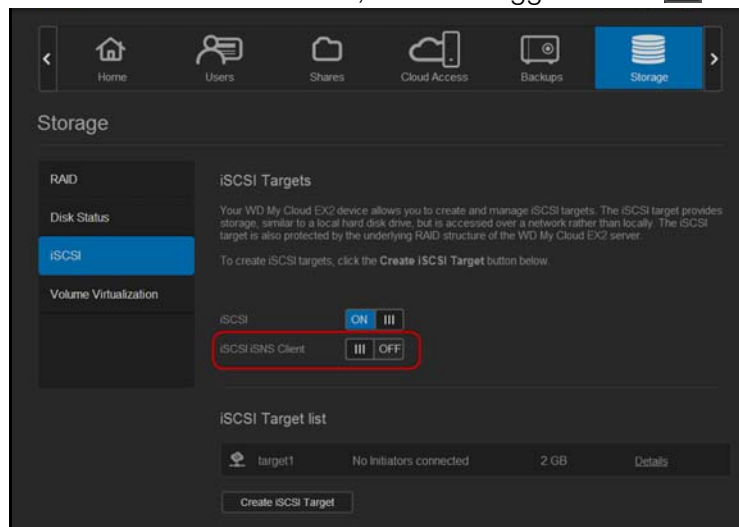 Home
Users
Shares
Cloud Access
Backups
Storage
Storage
RAID
Disk Status
iSCSI
Volume Virtualization
iSCSI Targets
Your WD My Cloud EX2 device allows you to create and manage iSCSI targets. The iSCSI target provides
storage, similar to a local hard disk drive, but is accessed over a network rather than locally. The iSCSI
target is also protected by the underlying RAID structure of the WD My Cloud EX2 server.
To create iSCSI targets, click the Create iSCSI Target button below.
iSCSI ON
iSCSI iSNS Client OFF
iSCSI Target list
target1 No Initiators connected 2 GB Details
Create iSCSI Target